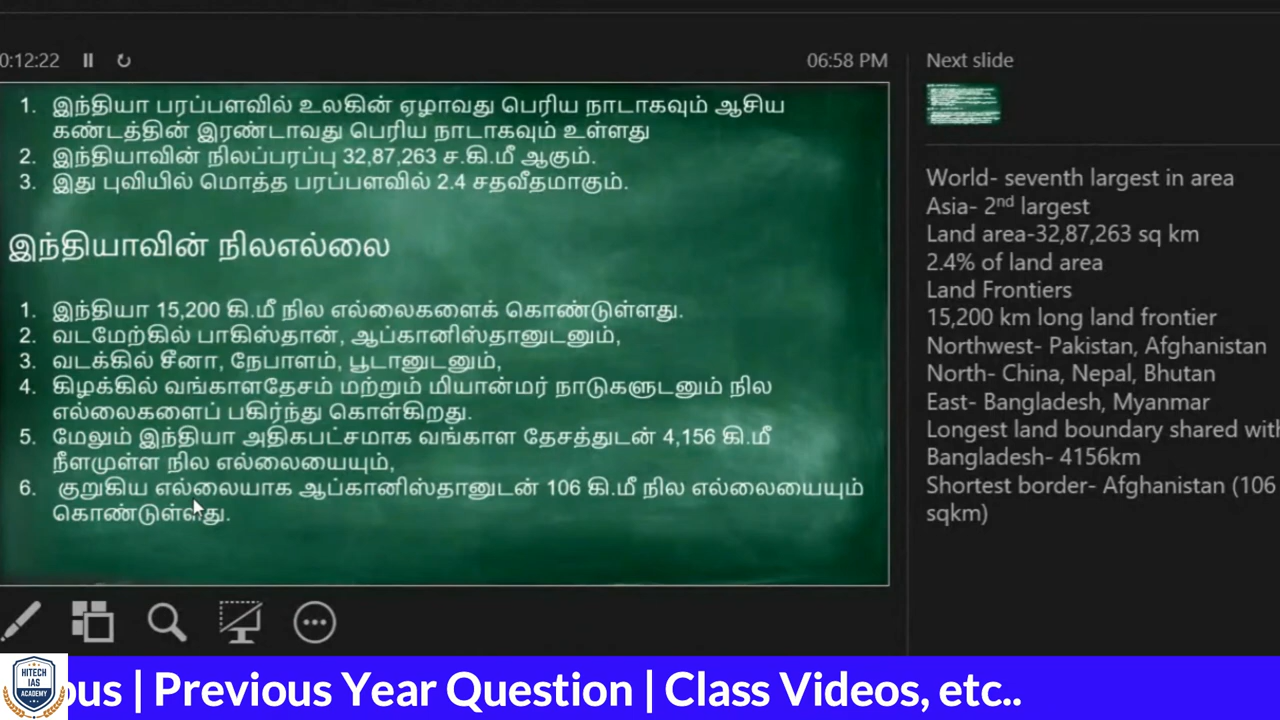 0:12:22
06:58 PM
1. இந்தியா பரப்பளவில் உலகின் ஏழாவது பெரிய நாடாகவும் ஆசிய
கண்டத்தின் இரண்டாவது பெரிய நாடாகவும் உள்ளது
2. இந்தியாவின் நிலப்பரப்பு 32,87,263 ச.கி.மீ ஆகும்.
3. இது புவியில் மொத்த பரப்பளவில் 2.4 சதவீதமாகும்.
இந்தியாவின் நிலஎல்லை
1. இந்தியா 15,200 கி.மீ நில எல்லைகளைக் கொண்டுள்ளது.
2. வடமேற்கில் பாகிஸ்தான், ஆப்கானிஸ்தானுடனும்,
3. வடக்கில் சீனா, நேபாளம், பூடானுடனும்,
4. கிழக்கில் வங்காளதேசம் மற்றும் மியான்மர் நாடுகளுடனும் நில
எல்லைகளைப் பகிர்ந்து கொள்கிறது.
5. மேலும் இந்தியா அதிகபட்சமாக வங்காள தேசத்துடன் 4,156 கி.மீ
நீளமுள்ள நில எல்லையையும்,
6. குறுகிய எல்லையாக ஆப்கானிஸ்தானுடன் 106 கி.மீ நில எல்லையையும்
கொண்டுள்ளது.
Next slide
World- seventh largest in area
Asia- 2nd largest
Land area-32,87,263 sq km
2.4% of land area
Land Frontiers
15,200 km long land frontier
Northwest- Pakistan, Afghanistan
North- China, Nepal, Bhutan
East- Bangladesh, Myanmar
Longest land boundary shared with
Bangladesh- 4156km
Shortest border- Afghanistan (106
sqkm)
HITECH
IAS
ACADEMY
ous | Previous Year Question | Class Videos, etc..